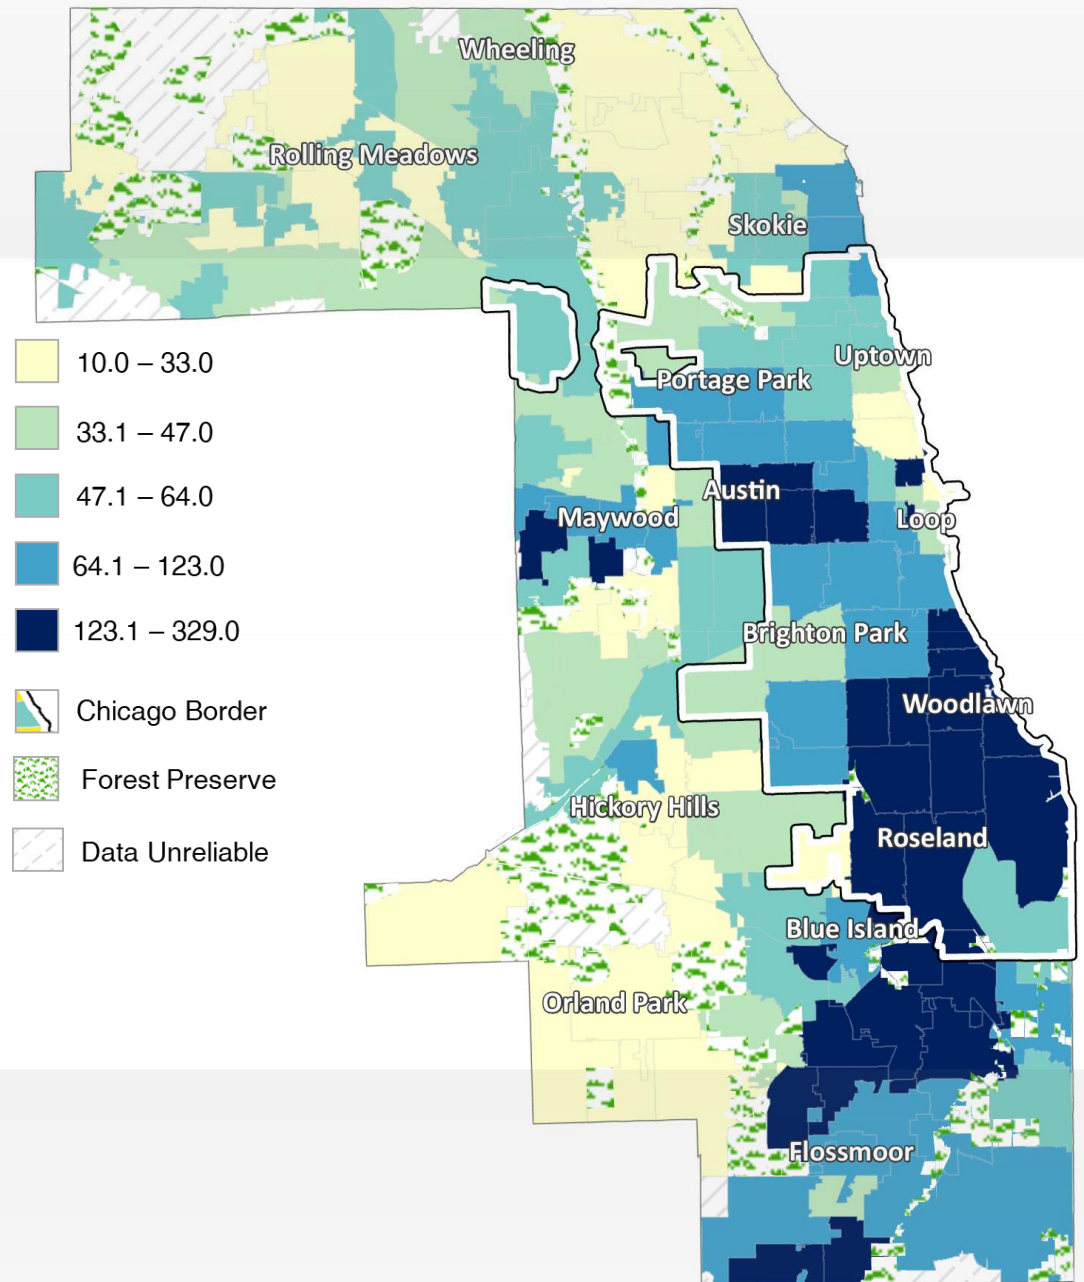 Wheeling
Rolling Meadows
Skokie
10.0 – 33.0
Uptown
Portage Park
33.1 – 47.0
47.1 – 64.0
Austin
Maywood
Loop
64.1 – 123.0
123.1 – 329.0
Brighton Park
Woodlawn
Chicago Border
Forest Preserve
Hickory Hills
Roseland
Data Unreliable
Blue Island
Orland Park
Flossmoor